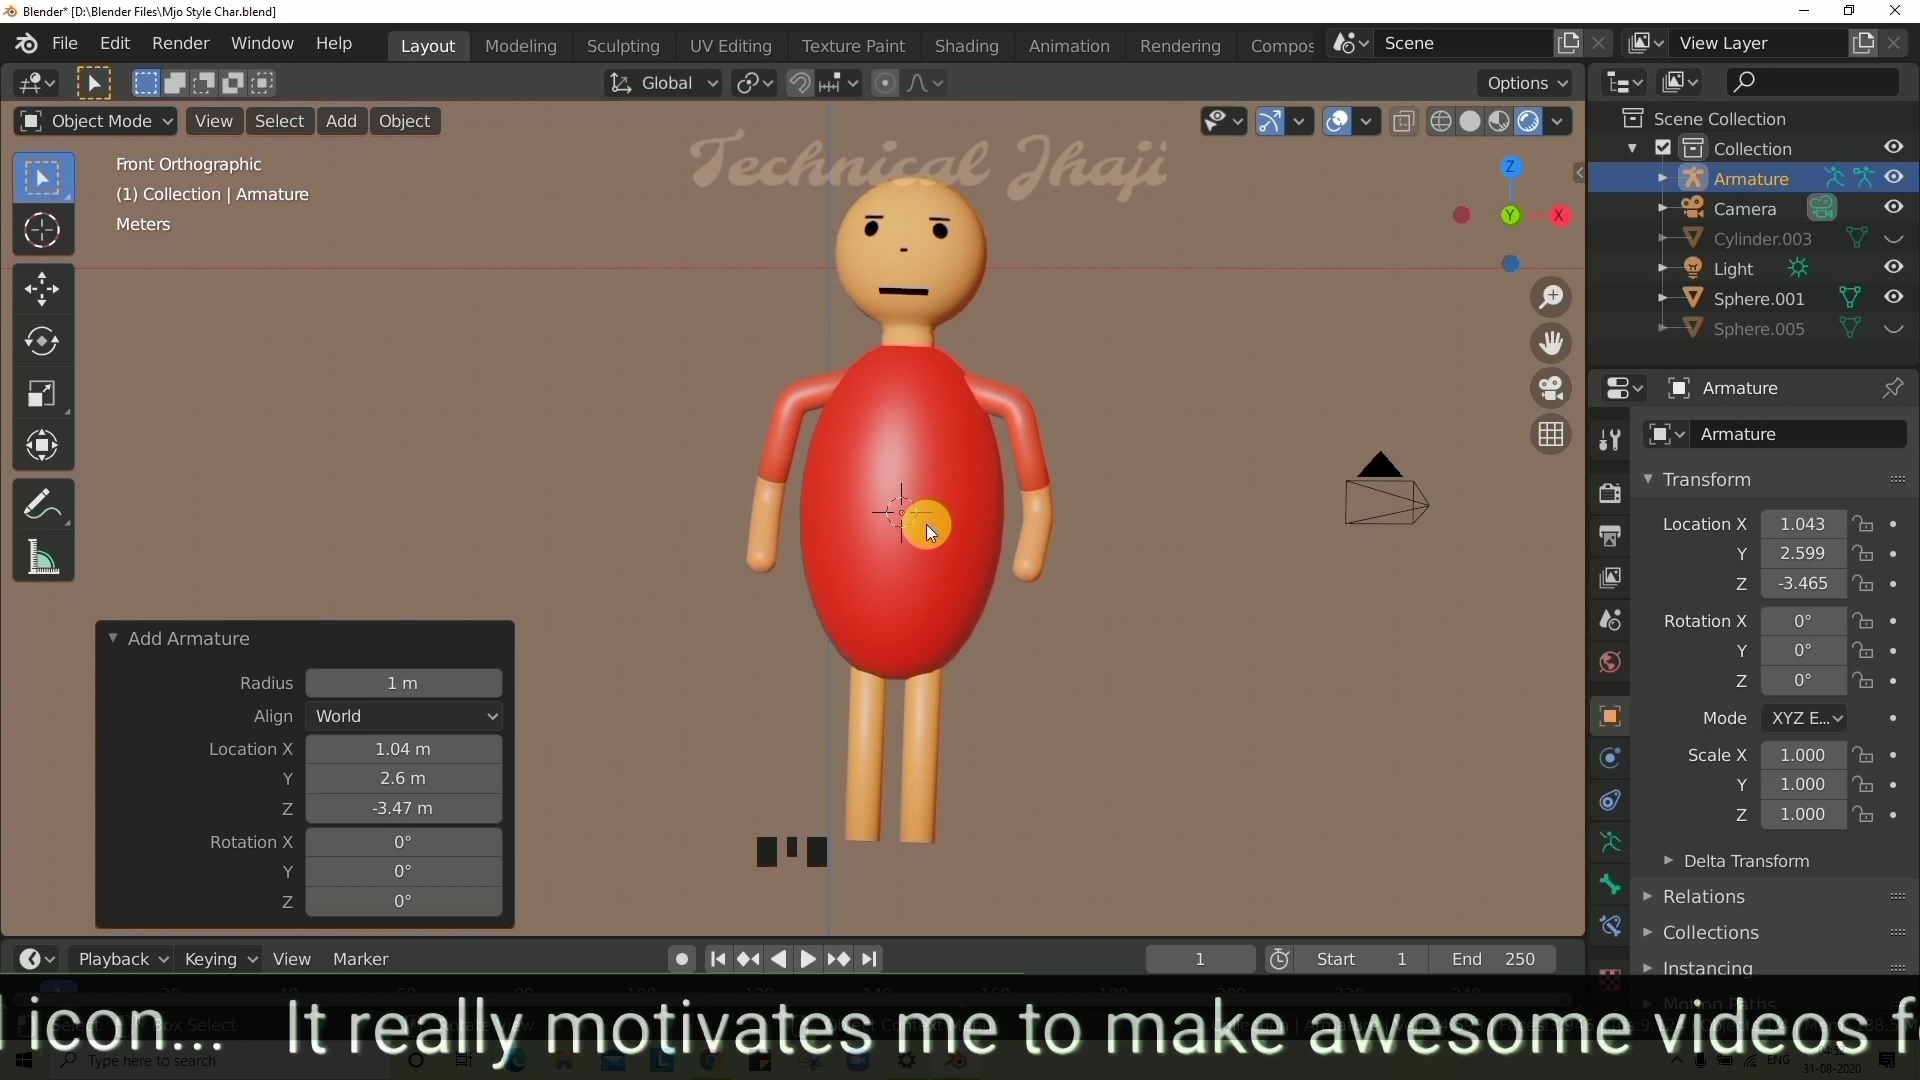 Blender* [D:\Blender Files\Mjo Style Char.blend]
File Edit Render Window Help
Layout Modeling Sculpting UV Editing Texture Paint Shading Animation Rendering Compos
Scene
View Layer
Global
Options
Object Mode View Select Add Object
Technical Jhaji
Front Orthographic
(1) Collection | Armature
Meters
Z
Y
X
Scene Collection
Collection
Armature
Camera
Cylinder.003
Light
Sphere.001
Sphere.005
Armature
Armature
Transform
Location X 1.043
Y 2.599
Z -3.465
Rotation X 0°
Y 0°
Z 0°
Mode XYZ E...
Scale X 1.000
Y 1.000
Z 1.000
Delta Transform
Relations
Collections
Instancing
Motion Paths
Add Armature
Radius 1 m
Align World
Location X 1.04 m
Y 2.6 m
Z -3.47 m
Rotation X 0°
Y 0°
Z 0°
Playback Keying View Marker
1
Start 1
End 250
icon... It really motivates me to make awesome videos f
Select Box Select
Type here to search
ENG
31-08-2020